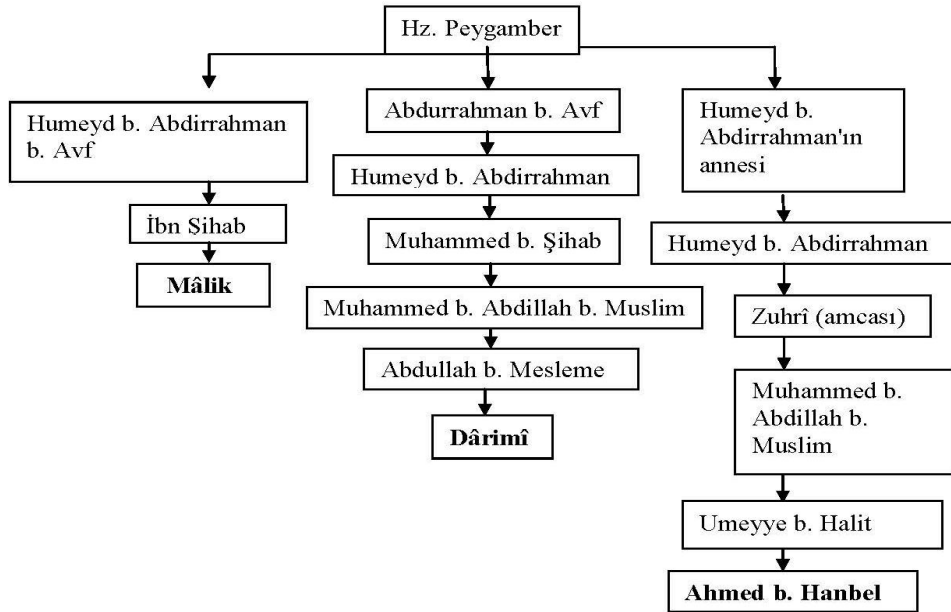 Hz. Peygamber
Humeyd b. Abdirrahman
b. Avf
İbn Şihab
Mâlik
Abdurrahman b. Avf
Humeyd b. Abdirrahman
Muhammed b. Şihab
Muhammed b. Abdillah b. Muslim
Abdullah b. Mesleme
Dârimî
Humeyd b.
Abdirrahman'ın
annesi
Humeyd b. Abdirrahman
Zuhrî (amcası)
Muhammed b.
Abdillah b.
Muslim
Umeyye b. Halit
Ahmed b. Hanbel